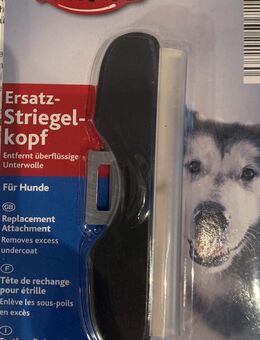 Ersatz-
Striegel-
kopf
Entfernt überflüssige
Unterwolle
Für Hunde
GB
Replacement
Attachment
Removes excess
undercoat
F
Tête de rechange
pour étrille
Enlève les sous-poils
en excès
I